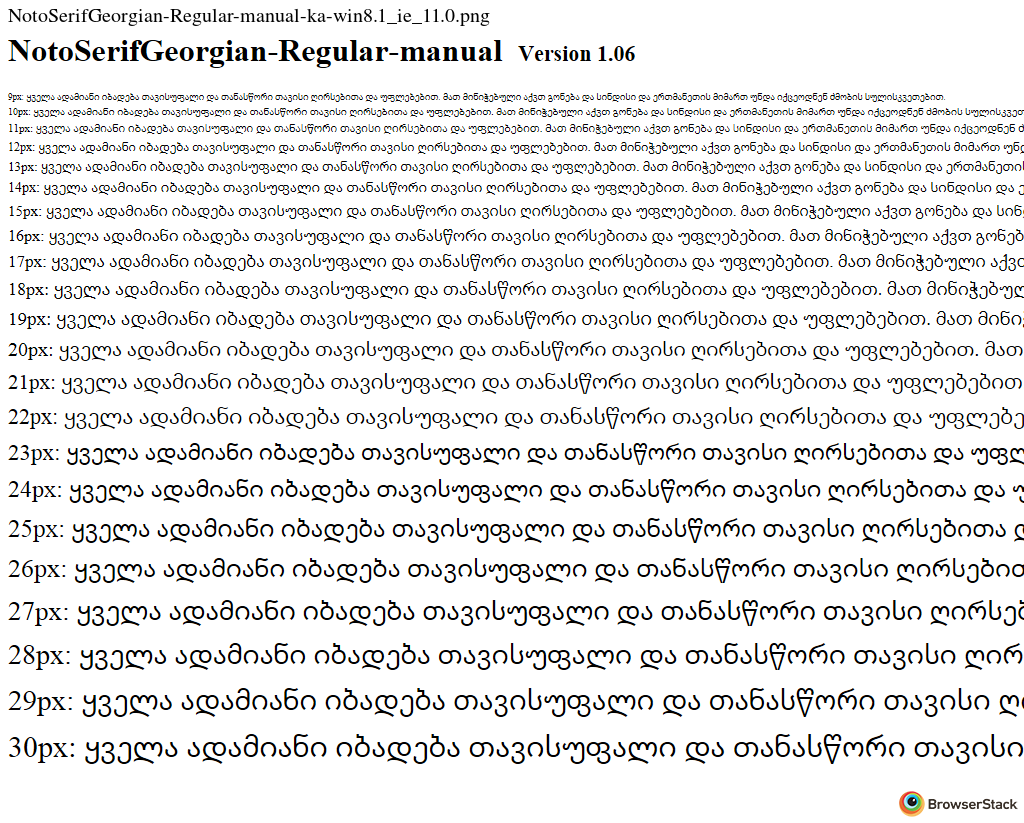 NotoSerifGeorgian-Regular-manual-ka-win8.1_ie_11.0.png
NotoSerifGeorgian-Regular-manual Version 1.06
9px: ყველა ადამიანი იბადება თავისუფალი და თანასწორი თავისი ღირსებითა და უფლებებით. მათ მინიჭებული აქვთ გონება და სინდისი და ერთმანეთის მიმართ უნდა იქცეოდნენ ძმობის სულისკვეთებით.
10px: ყველა ადამიანი იბადება თავისუფალი და თანასწორი თავისი ღირსებითა და უფლებებით. მათ მინიჭებული აქვთ გონება და სინდისი და ერთმანეთის მიმართ უნდა იქცეოდნენ ძმობის სულისკვეთ
11px: ყველა ადამიანი იბადება თავისუფალი და თანასწორი თავისი ღირსებითა და უფლებებით. მათ მინიჭებული აქვთ გონება და სინდისი და ერთმანეთის მიმართ უნდა იქცეოდნენ
12px: ყველა ადამიანი იბადება თავისუფალი და თანასწორი თავისი ღირსებითა და უფლებებით. მათ მინიჭებული აქვთ გონება და სინდისი და ერთმანეთის მიმართ უნდ
13px: ყველა ადამიანი იბადება თავისუფალი და თანასწორი თავისი ღირსებითა და უფლებებით. მათ მინიჭებული აქვთ გონება და სინდისი და ერთმანეთი
14px: ყველა ადამიანი იბადება თავისუფალი და თანასწორი თავისი ღირსებითა და უფლებებით. მათ მინიჭებული აქვთ გონება და სინდისი და ე
15px: ყველა ადამიანი იბადება თავისუფალი და თანასწორი თავისი ღირსებითა და უფლებებით. მათ მინიჭებული აქვთ გონება და სინ
16px: ყველა ადამიანი იბადება თავისუფალი და თანასწორი თავისი ღირსებითა და უფლებებით. მათ მინიჭებული აქვთ გონებ
17px: ყველა ადამიანი იბადება თავისუფალი და თანასწორი თავისი ღირსებითა და უფლებებით. მათ მინიჭებული აქვ
18px: ყველა ადამიანი იბადება თავისუფალი და თანასწორი თავისი ღირსებითა და უფლებებით. მათ მინიჭებულ
19px: ყველა ადამიანი იბადება თავისუფალი და თანასწორი თავისი ღირსებითა და უფლებებით. მათ მინი
20px: ყველა ადამიანი იბადება თავისუფალი და თანასწორი თავისი ღირსებითა და უფლებებით. მათ
21px: ყველა ადამიანი იბადება თავისუფალი და თანასწორი თავისი ღირსებითა და უფლებებით
22px: ყველა ადამიანი იბადება თავისუფალი და თანასწორი თავისი ღირსებითა და უფლებე
23px: ყველა ადამიანი იბადება თავისუფალი და თანასწორი თავისი ღირსებითა და უფლ
24px: ყველა ადამიანი იბადება თავისუფალი და თანასწორი თავისი ღირსებითა და უ
25px: ყველა ადამიანი იბადება თავისუფალი და თანასწორი თავისი ღირსებითა
26px: ყველა ადამიანი იბადება თავისუფალი და თანასწორი თავისი ღირსებით
27px: ყველა ადამიანი იბადება თავისუფალი და თანასწორი თავისი ღირსებ
28px: ყველა ადამიანი იბადება თავისუფალი და თანასწორი თავისი ღირ
29px: ყველა ადამიანი იბადება თავისუფალი და თანასწორი თავისი ღი
30px: ყველა ადამიანი იბადება თავისუფალი და თანასწორი თავისი
BrowserStack